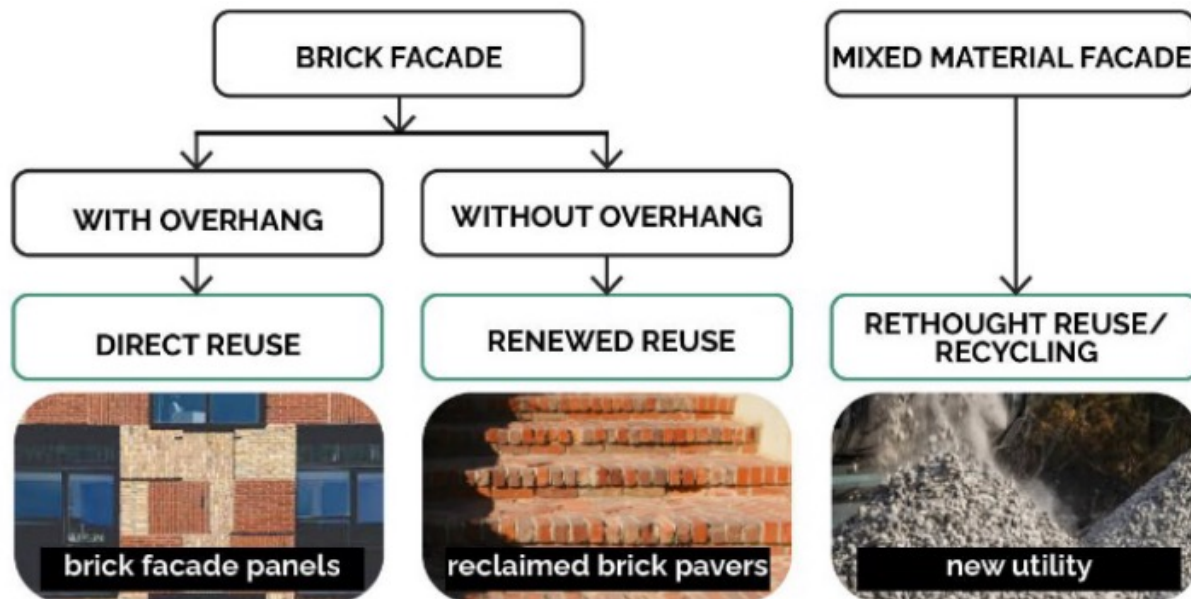 BRICK FACADE
MIXED MATERIAL FACADE
WITH OVERHANG
WITHOUT OVERHANG
DIRECT REUSE
RENEWED REUSE
RETHOUGHT REUSE/
RECYCLING
brick facade panels
reclaimed brick pavers
new utility